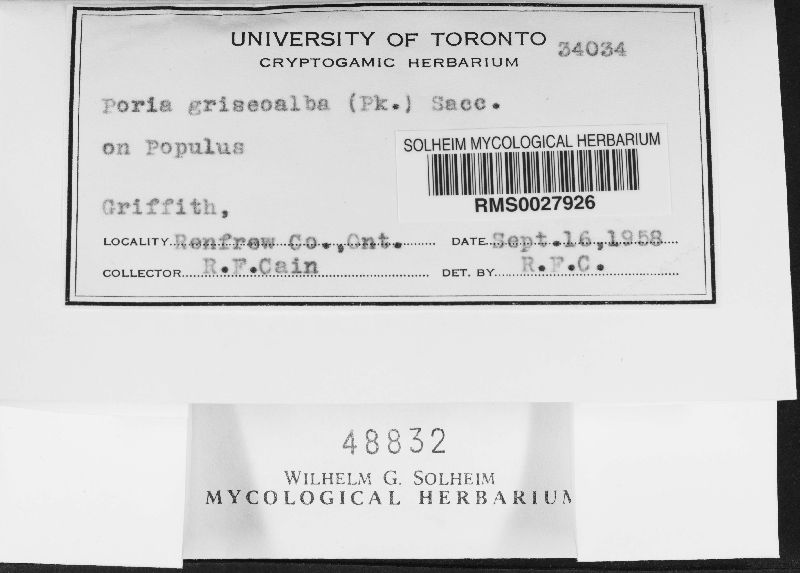 UNIVERSITY OF TORONTO 34034
CRYPTOGAMIC HERBARIUM
Poria griseoalba (Pk.) Sacc.
on Populus
SOLHEIM MYCOLOGICAL HERBARIUM
RMS0027926
Griffith,
LOCALITY Renfrew Co.,Ont. DATE Sept.16,1958
COLLECTOR R.F.Cain DET. BY R.F.C.
48832
WILHELM G. SOLHEIM
MYCOLOGICAL HERBARIUM